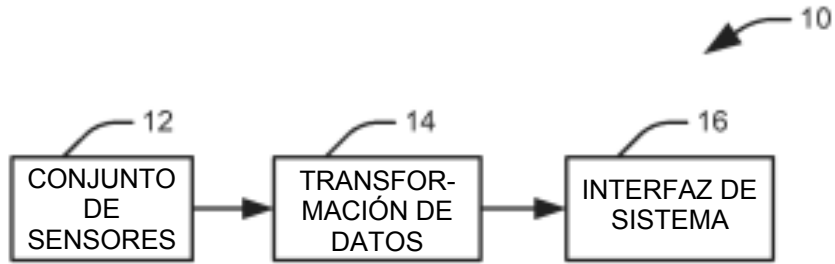 10
12
14
16
CONJUNTO
DE
SENSORES
TRANSFOR-
MACIÓN DE
DATOS
INTERFAZ DE
SISTEMA